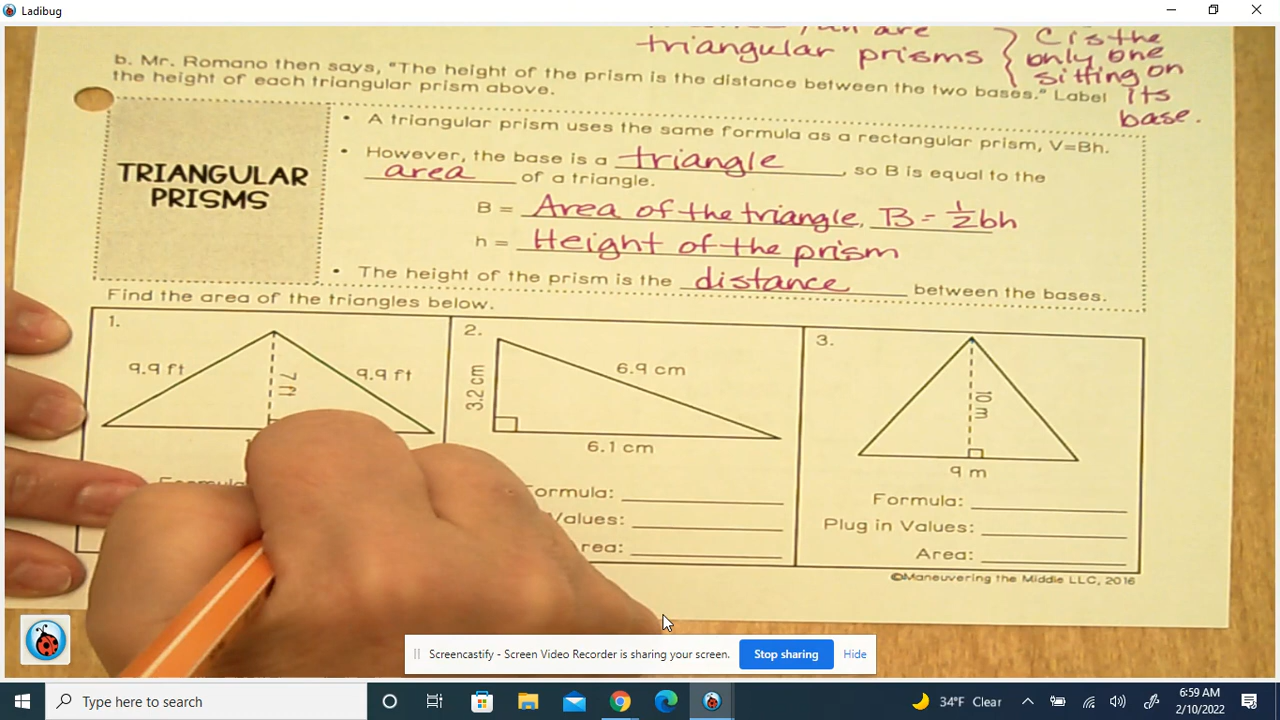 Ladibug
triangular prisms
C is the
only one
sitting on
its
base.
b. Mr. Romano then says, "The height of the prism is the distance between the two bases." Label
the height of each triangular prism above.
TRIANGULAR
PRISMS
• A triangular prism uses the same formula as a rectangular prism, V=Bh.
• However, the base is a triangle, so B is equal to the
area of a triangle.
B = Area of the triangle, B = 1/2 bh
h = Height of the prism
• The height of the prism is the distance between the bases.
Find the area of the triangles below.
1.
9.9 ft
7 ft
9.9 ft
2.
3.2 cm
6.9 cm
6.1 cm
Formula:
Values:
3.
10 m
9 m
Formula:
Plug in Values:
Area:
©Maneuvering the Middle LLC, 2016
Screencastify - Screen Video Recorder is sharing your screen.
Stop sharing
Hide
Type here to search
34°F Clear
6:59 AM
2/10/2022